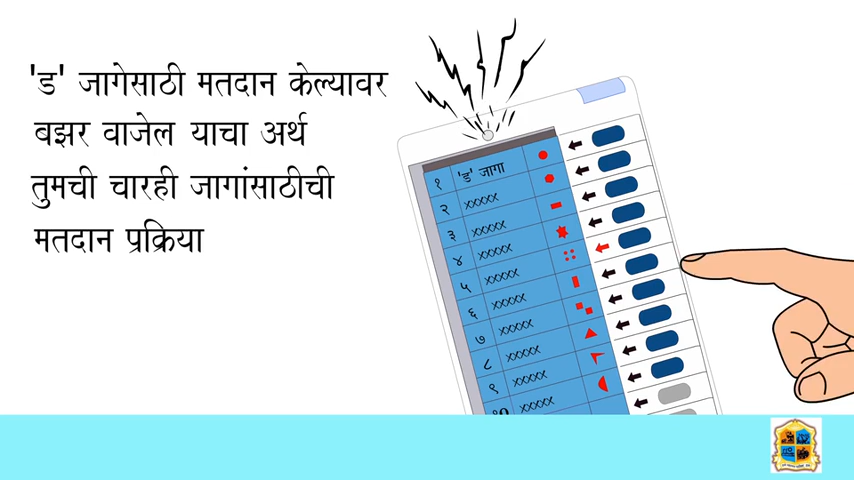 'ड' जागेसाठी मतदान केल्यावर
बझर वाजेल याचा अर्थ
तुमची चारही जागांसाठीची
मतदान प्रक्रिया
१ 'ड' जागा
२ xxxxx
३ xxxxx
४ xxxxx
५ xxxxx
६ xxxxx
७ xxxxx
८ xxxxx
९ xxxxx
१० xxxxx